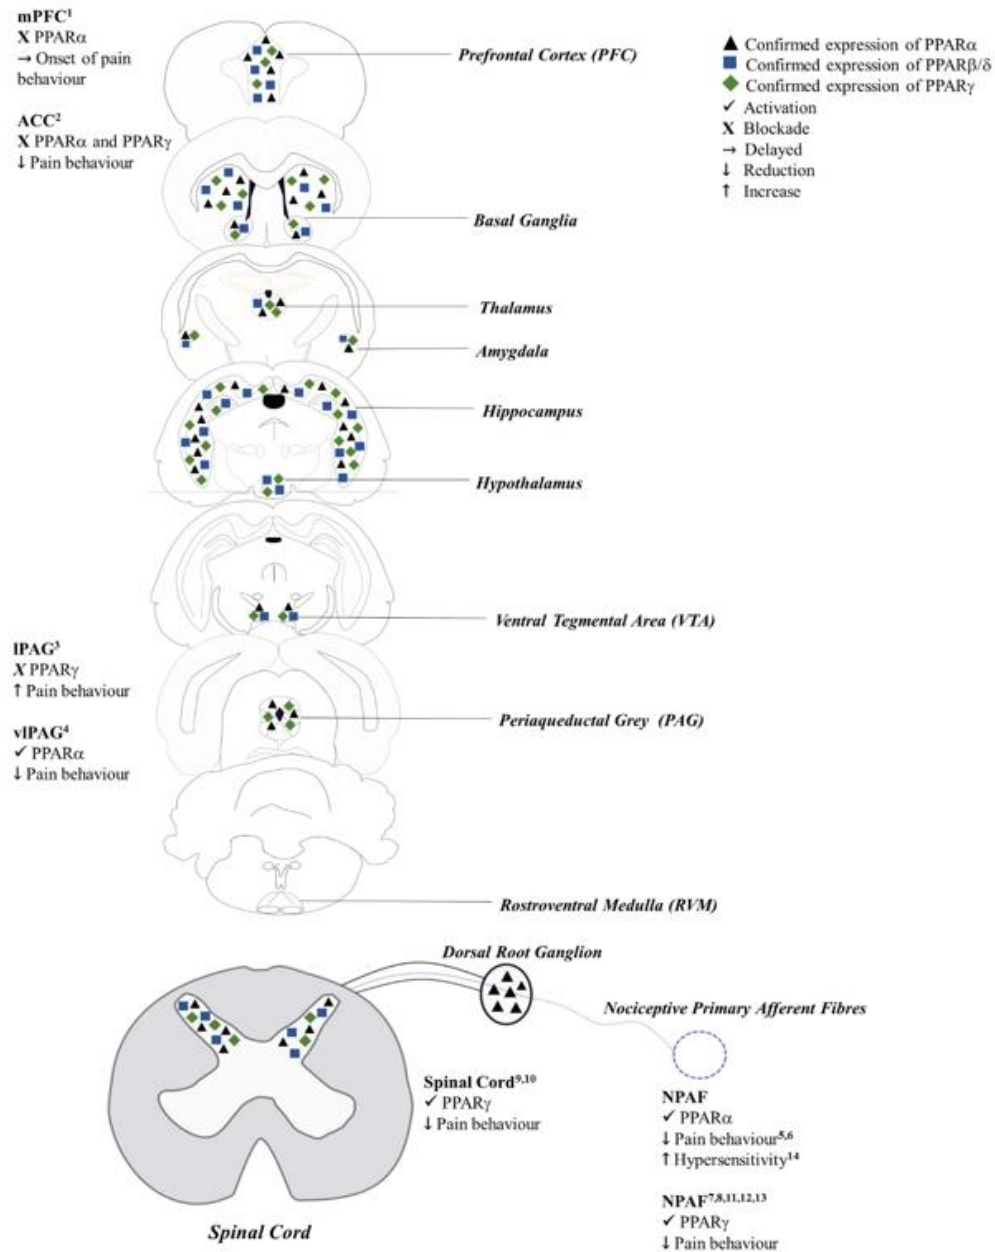 mPFC¹
X PPARα
→ Onset of pain
behaviour
ACC²
X PPARα and PPARγ
↓ Pain behaviour
Prefrontal Cortex (PFC)
Basal Ganglia
Thalamus
Amygdala
Hippocampus
Hypothalamus
Ventral Tegmental Area (VTA)
▲ Confirmed expression of PPARα
■ Confirmed expression of PPARβ/δ
◆ Confirmed expression of PPARγ
✓ Activation
X Blockade
→ Delayed
↓ Reduction
↑ Increase
lPAG³
X PPARγ
↑ Pain behaviour
vlPAG⁴
✓ PPARα
↓ Pain behaviour
Periaqueductal Grey (PAG)
Rostroventral Medulla (RVM)
Dorsal Root Ganglion
Nociceptive Primary Afferent Fibres
Spinal Cord⁹,¹⁰
✓ PPARγ
↓ Pain behaviour
NPAF
✓ PPARα
↓ Pain behaviour⁵,⁶
↑ Hypersensitivity¹⁴
NPAF⁷,⁸,¹¹,¹²,¹³
✓ PPARγ
↓ Pain behaviour
Spinal Cord